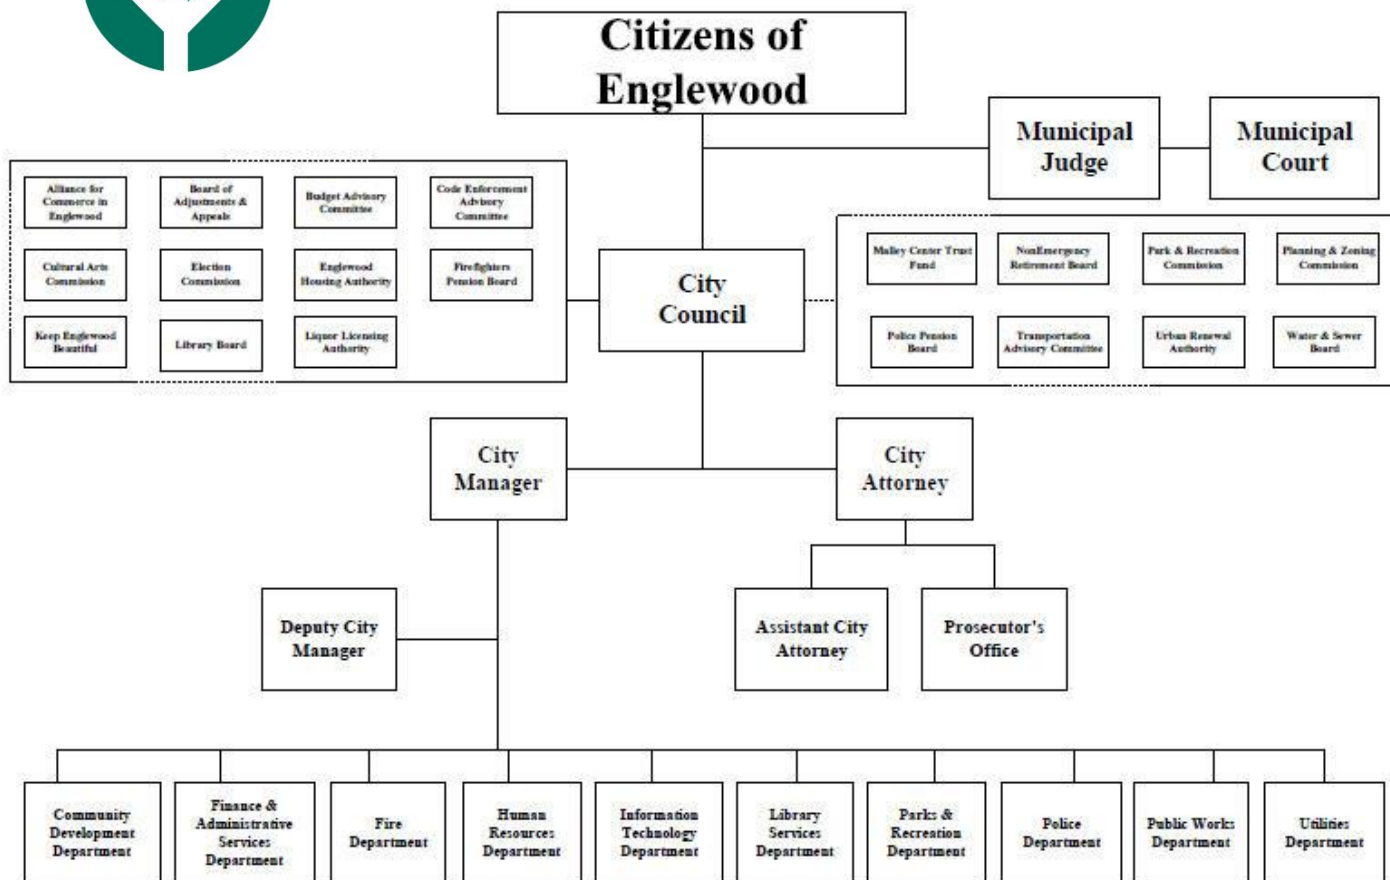 Citizens of
Englewood
Municipal
Judge
Municipal
Court
Alliance for
Commerce in
Englewood
Board of
Adjustments &
Appeals
Budget Advisory
Committee
Code Enforcement
Advisory
Committee
Cultural Arts
Commission
Election
Commission
Englewood
Housing Authority
Firefighters
Pension Board
Keep Englewood
Beautiful
Library Board
Liquor Licensing
Authority
City
Council
Malley Center Trust
Fund
NonEmergency
Retirement Board
Park & Recreation
Commission
Planning & Zoning
Commission
Police Pension
Board
Transportation
Advisory Committee
Urban Renewal
Authority
Water & Sewer
Board
City
Manager
City
Attorney
Deputy City
Manager
Assistant City
Attorney
Prosecutor's
Office
Community
Development
Department
Finance &
Administrative
Services
Department
Fire
Department
Human
Resources
Department
Information
Technology
Department
Library
Services
Department
Parks &
Recreation
Department
Police
Department
Public Works
Department
Utilities
Department